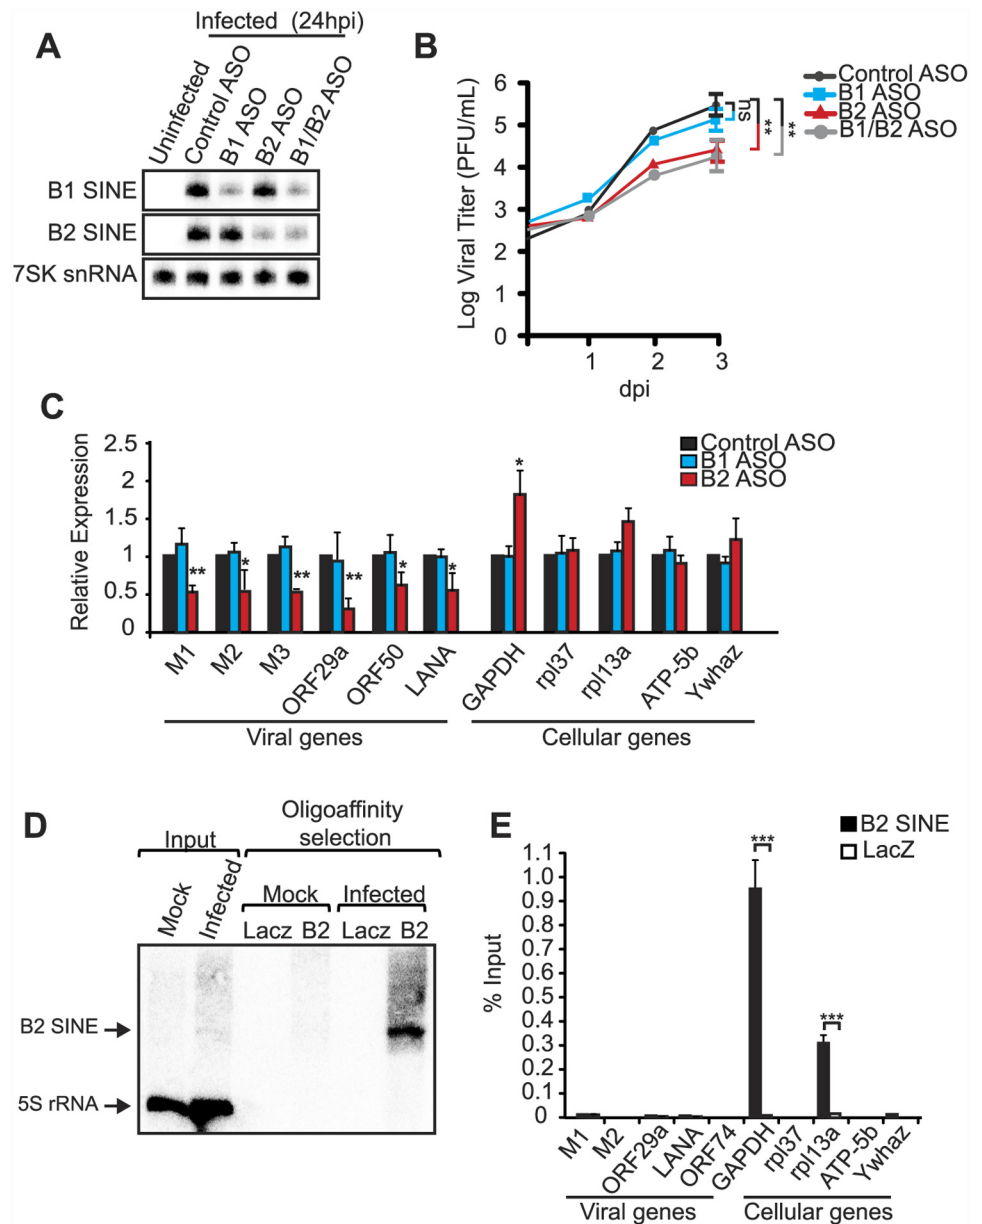 A
Infected (24hpi)
Uninfected
Control ASO
B1 ASO
B2 ASO
B1/B2 ASO
B1 SINE
B2 SINE
7SK snRNA
B
Log Viral Titer (PFU/mL)
6
5
4
3
2
1
0
1 2 3
dpi
ns
**
**
Control ASO
B1 ASO
B2 ASO
B1/B2 ASO
C
Relative Expression
2.5
2
1.5
1
0.5
0
Control ASO
B1 ASO
B2 ASO
** * ** ** * * *
M1 M2 M3 ORF29a ORF50 LANA GAPDH rpl37 rpl13a ATP-5b Ywhaz
Viral genes Cellular genes
D
Oligoaffinity
selection
Input
Mock Infected
Mock Infected
Lacz B2 Lacz B2
B2 SINE
5S rRNA
E
B2 SINE
LacZ
% Input
1.1
1.0
0.9
0.8
0.7
0.6
0.5
0.4
0.3
0.2
0.1
0
***
***
M1 M2 ORF29a LANA ORF74 GAPDH rpl37 rpl13a ATP-5b Ywhaz
Viral genes Cellular genes